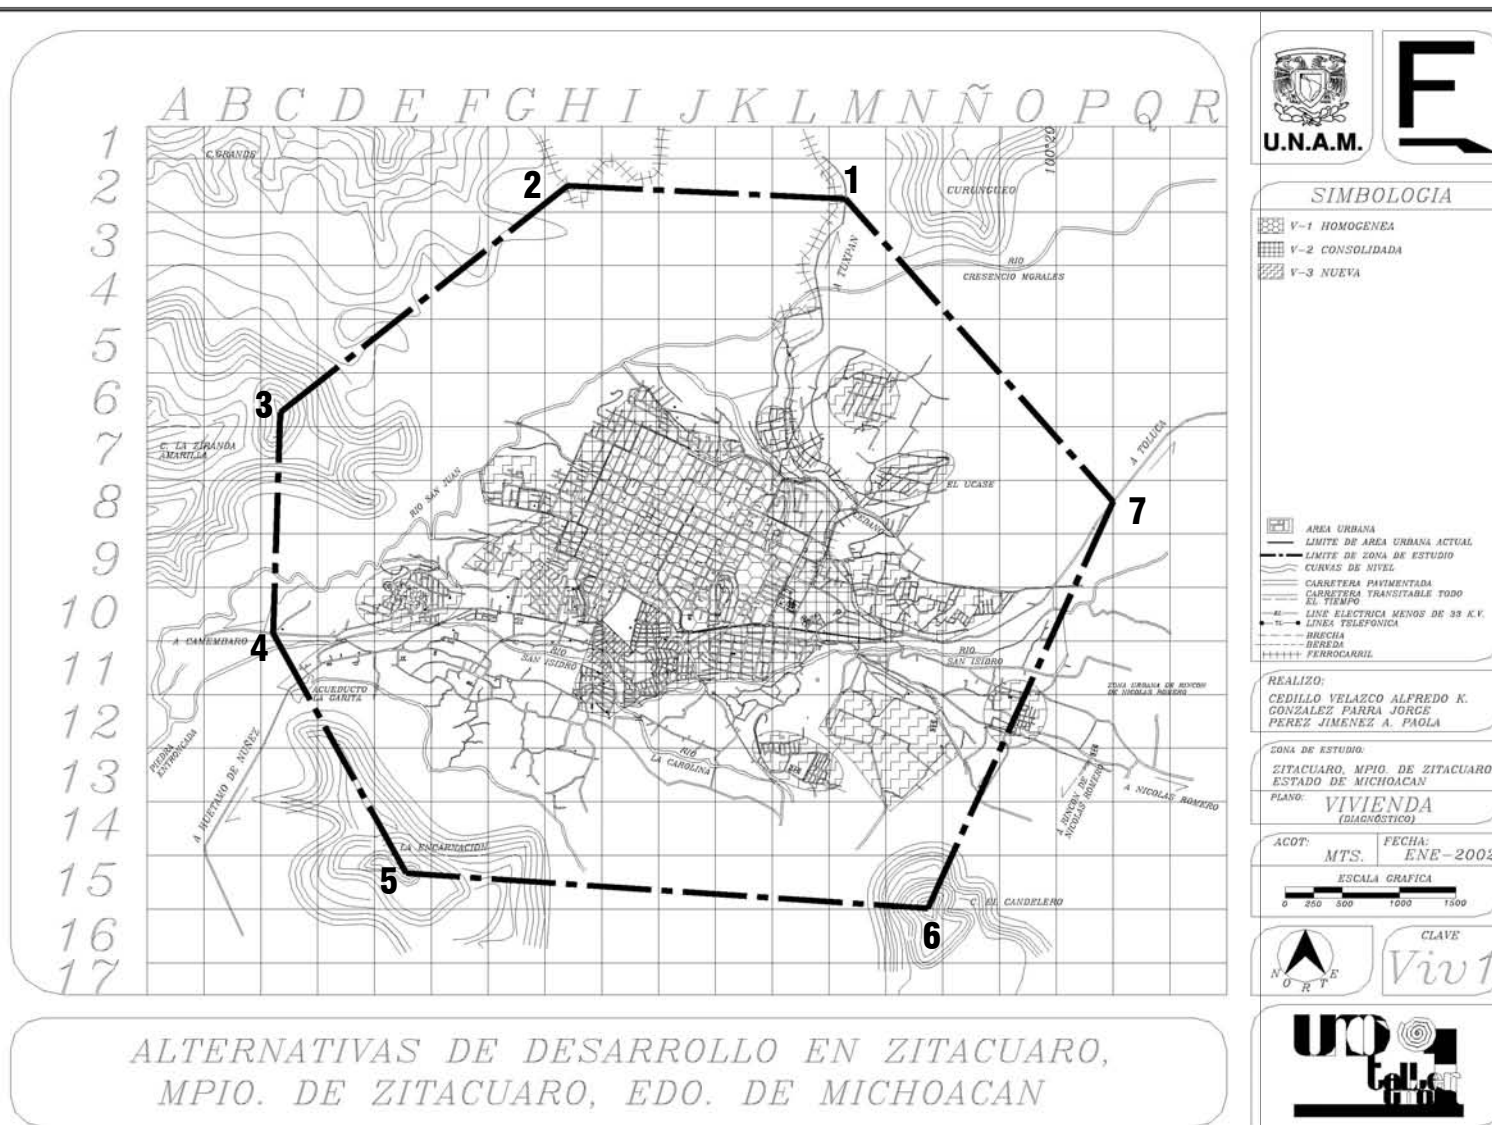 A B C D E F G H I J K L M N Ñ O P Q R
1
2
3
4
5
6
7
8
9
10
11
12
13
14
15
16
17
C. GRANDE
2
1
CURUNGUEO
A TUXPAN
RIO
CRESENCIO MORALES
100°20
3
C. LA ZIRANDA
AMARILLA
RIO SAN JUAN
A TOLUCA
EL UCASE
7
A CAMEMBARO
4
RIO
SAN ISIDRO
RIO
SAN ISIDRO
ACUEDUCTO
LA GARITA
ZONA URBANA DE RINCON
DE NICOLAS ROMERO
PIEDRA
ENTRONCADA
A HUETAMO DE NUÑEZ
RIO
LA CAROLINA
A RINCON DE
NICOLAS ROMERO
A NICOLAS ROMERO
LA ENCARNACION
5
C. EL CANDELERO
6
U.N.A.M.
SIMBOLOGIA
V-1 HOMOGENEA
V-2 CONSOLIDADA
V-3 NUEVA
AREA URBANA
LIMITE DE AREA URBANA ACTUAL
LIMITE DE ZONA DE ESTUDIO
CURVAS DE NIVEL
CARRETERA PAVIMENTADA
CARRETERA TRANSITABLE TODO
EL TIEMPO
LINE ELECTRICA MENOS DE 33 K.V.
LINEA TELEFONICA
BRECHA
BEREDA
FERROCARRIL
REALIZO:
CEDILLO VELAZCO ALFREDO K.
GONZALEZ PARRA JORGE
PEREZ JIMENEZ A. PAOLA
ZONA DE ESTUDIO:
ZITACUARO, MPIO. DE ZITACUARO
ESTADO DE MICHOACAN
PLANO:
VIVIENDA
(DIAGNÓSTICO)
ACOT:
MTS.
FECHA:
ENE-2002
ESCALA GRAFICA
0 250 500 1000 1500
NORTE
CLAVE
Viv1
ALTERNATIVAS DE DESARROLLO EN ZITACUARO,
MPIO. DE ZITACUARO, EDO. DE MICHOACAN